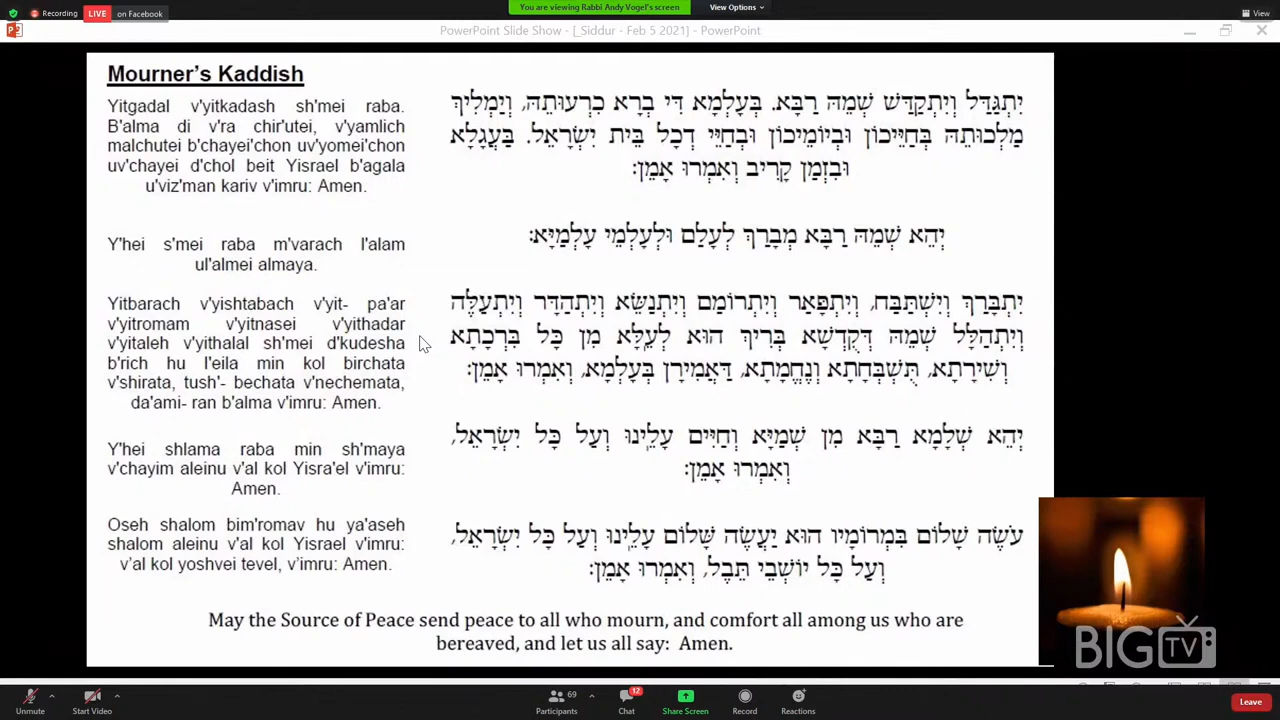 Recording
LIVE
on Facebook
You are viewing Rabbi Andy Vogel's screen
View Options
View
PowerPoint Slide Show - [_Siddur - Feb 5 2021] - PowerPoint
Mourner's Kaddish
Yitgadal v'yitkadash sh'mei raba.
B'alma di v'ra chir'utei, v'yamlich
malchutei b'chayei'chon uv'yomei'chon
uv'chayei d'chol beit Yisrael b'agala
u'viz'man kariv v'imru: Amen.
יִתְגַּדַּל וְיִתְקַדַּשׁ שְׁמֵהּ רַבָּא. בְּעָלְמָא דִּי בְרָא כִרְעוּתֵהּ, וְיַמְלִיךְ
מַלְכוּתֵהּ בְּחַיֵּיכוֹן וּבְיוֹמֵיכוֹן וּבְחַיֵּי דְכָל בֵּית יִשְׂרָאֵל. בַּעֲגָלָא
וּבִזְמַן קָרִיב וְאִמְרוּ אָמֵן:
Y'hei s'mei raba m'varach l'alam
ul'almei almaya.
יְהֵא שְׁמֵהּ רַבָּא מְבָרַךְ לְעָלַם וּלְעָלְמֵי עָלְמַיָּא:
Yitbarach v'yishtabach v'yit- pa'ar
v'yitromam v'yitnasei v'yithadar
v'yitaleh v'yithalal sh'mei d'kudesha
b'rich hu l'eila min kol birchata
v'shirata, tush'- bechata v'nechemata,
da'ami- ran b'alma v'imru: Amen.
יִתְבָּרַךְ וְיִשְׁתַּבַּח, וְיִתְפָּאַר וְיִתְרוֹמַם וְיִתְנַשֵּׂא וְיִתְהַדָּר וְיִתְעַלֶּה
וְיִתְהַלָּל שְׁמֵהּ דְּקֻדְשָׁא בְּרִיךְ הוּא לְעֵלָּא מִן כָּל בִּרְכָתָא
וְשִׁירָתָא, תֻּשְׁבְּחָתָא וְנֶחֱמָתָא, דַּאֲמִירָן בְּעָלְמָא, וְאִמְרוּ אָמֵן:
Y'hei shlama raba min sh'maya
v'chayim aleinu v'al kol Yisra'el v'imru:
Amen.
יְהֵא שְׁלָמָא רַבָּא מִן שְׁמַיָּא וְחַיִּים עָלֵינוּ וְעַל כָּל יִשְׂרָאֵל,
וְאִמְרוּ אָמֵן:
Oseh shalom bim'romav hu ya'aseh
shalom aleinu v'al kol Yisrael v'imru:
v'al kol yoshvei tevel, v'imru: Amen.
עֹשֶׂה שָׁלוֹם בִּמְרוֹמָיו הוּא יַעֲשֶׂה שָׁלוֹם עָלֵינוּ וְעַל כָּל יִשְׂרָאֵל,
וְעַל כָּל יוֹשְׁבֵי תֵּבֵל, וְאִמְרוּ אָמֵן:
May the Source of Peace send peace to all who mourn, and comfort all among us who are
bereaved, and let us all say: Amen.
BIG TV
Unmute
Start Video
69
Participants
12
Chat
Share Screen
Record
Reactions
Leave